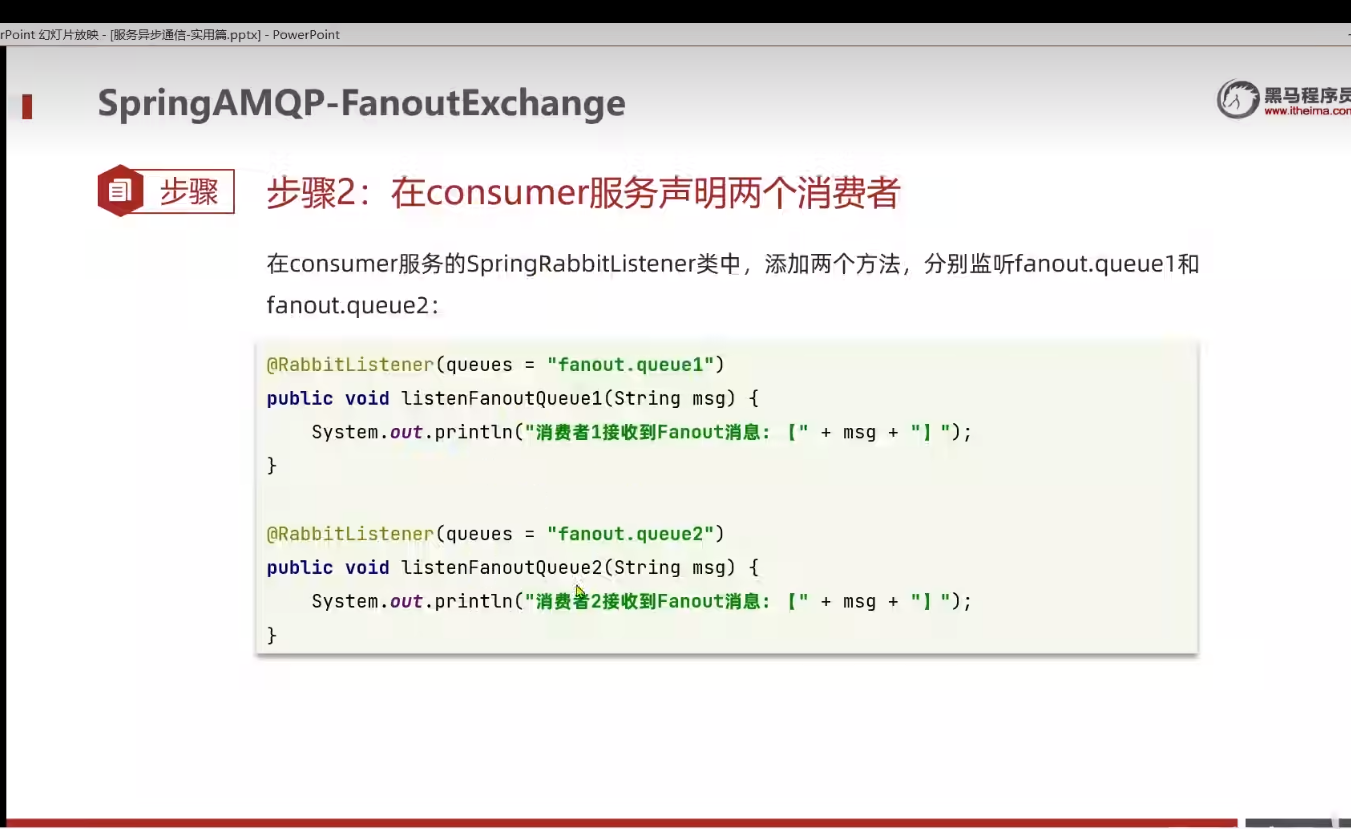 rPoint 幻灯片放映 - [服务异步通信-实用篇.pptx] - PowerPoint
SpringAMQP-FanoutExchange
黑马程序员
www.itheima.com
步骤
步骤2：在consumer服务声明两个消费者
在consumer服务的SpringRabbitListener类中，添加两个方法，分别监听fanout.queue1和
fanout.queue2：
@RabbitListener(queues = "fanout.queue1")
public void listenFanoutQueue1(String msg) {
    System.out.println("消费者1接收到Fanout消息：【" + msg + "】");
}
@RabbitListener(queues = "fanout.queue2")
public void listenFanoutQueue2(String msg) {
    System.out.println("消费者2接收到Fanout消息：【" + msg + "】");
}